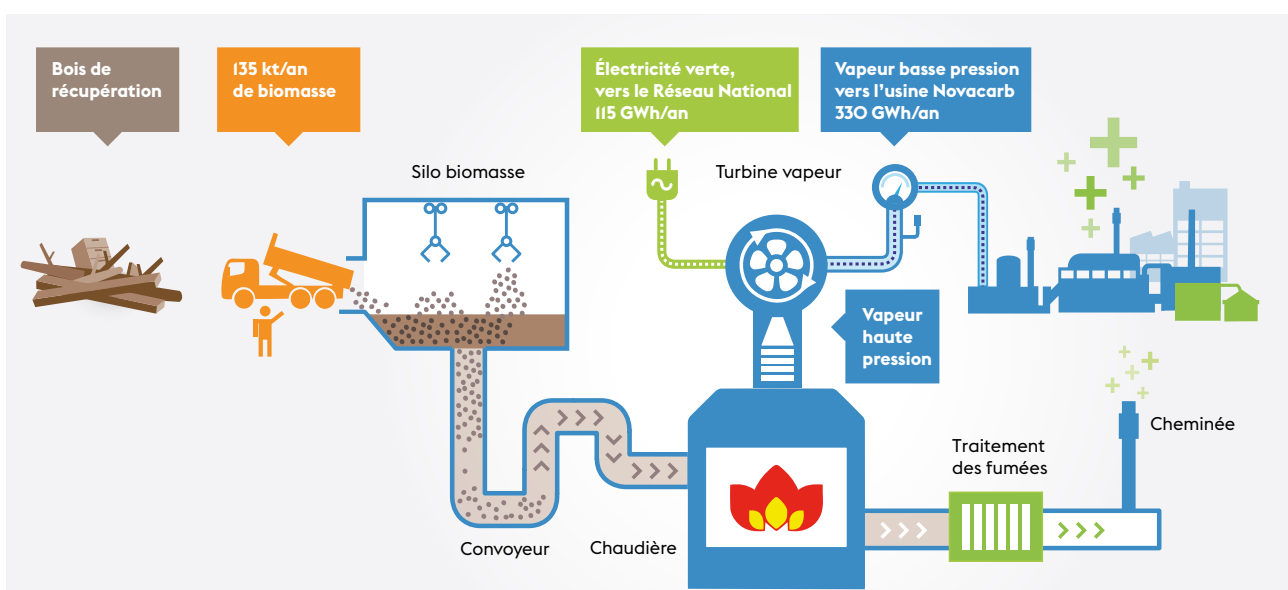 Bois de
récupération
135 kt/an
de biomasse
Électricité verte,
vers le Réseau National
115 GWh/an
Vapeur basse pression
vers l'usine Novacarb
330 GWh/an
Silo biomasse
Turbine vapeur
Vapeur
haute
pression
Cheminée
Traitement
des fumées
Convoyeur
Chaudière